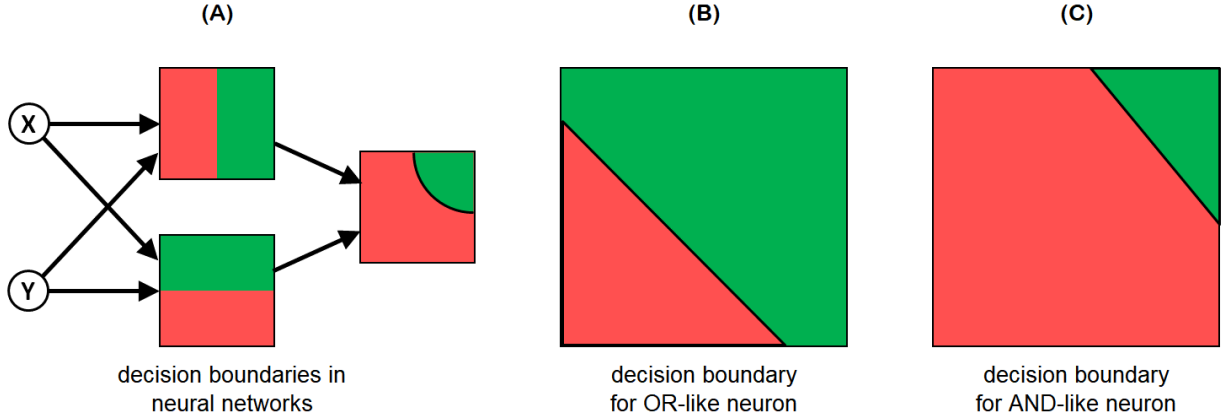 (A)
(B)
(C)
X
Y
decision boundaries in
neural networks
decision boundary
for OR-like neuron
decision boundary
for AND-like neuron